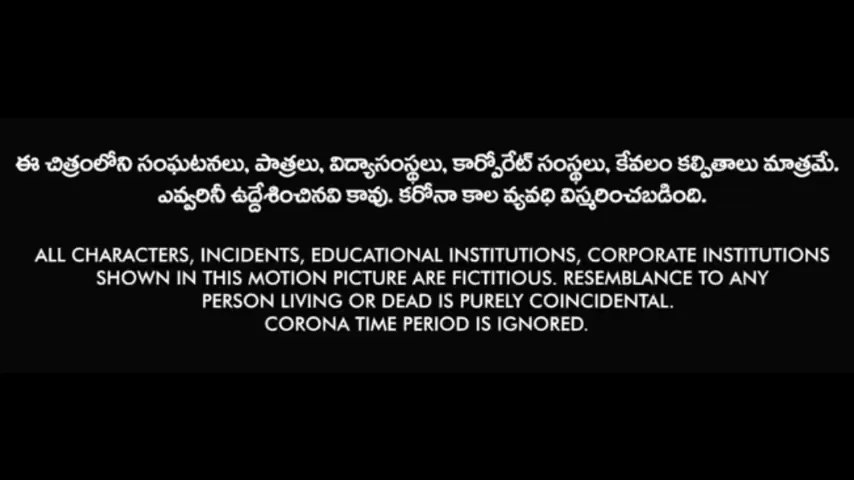 ఈ చిత్రంలోని సంఘటనలు, పాత్రలు, విద్యాసంస్థలు, కార్పోరేట్ సంస్థలు, కేవలం కల్పితాలు మాత్రమే.
ఎవ్వరినీ ఉద్దేశించినవి కావు. కరోనా కాల వ్యవధి విస్మరించబడింది.
ALL CHARACTERS, INCIDENTS, EDUCATIONAL INSTITUTIONS, CORPORATE INSTITUTIONS
SHOWN IN THIS MOTION PICTURE ARE FICTITIOUS. RESEMBLANCE TO ANY
PERSON LIVING OR DEAD IS PURELY COINCIDENTAL.
CORONA TIME PERIOD IS IGNORED.